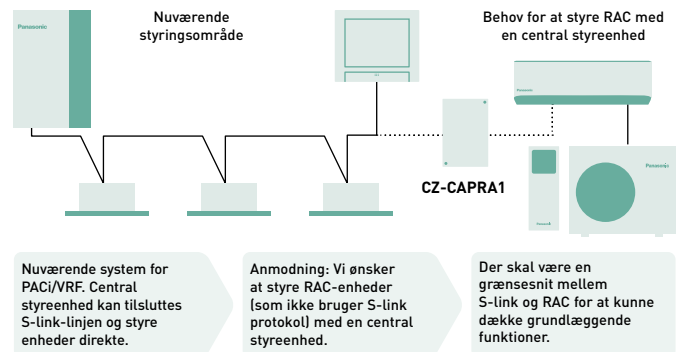 Panasonic
Nuværende
styringsområde
Behov for at styre RAC med
en central styreenhed
Panasonic
Panasonic
Panasonic
CZ-CAPRA1
Nuværende system for
PACi/VRF. Central
styreenhed kan tilsluttes
S-link-linjen og styre
enheder direkte.
Anmodning: Vi ønsker
at styre RAC-enheder
(som ikke bruger S-link
protokol) med en central
styreenhed.
Der skal være en
grænsesnit mellem
S-link og RAC for at kunne
dække grundlæggende
funktioner.